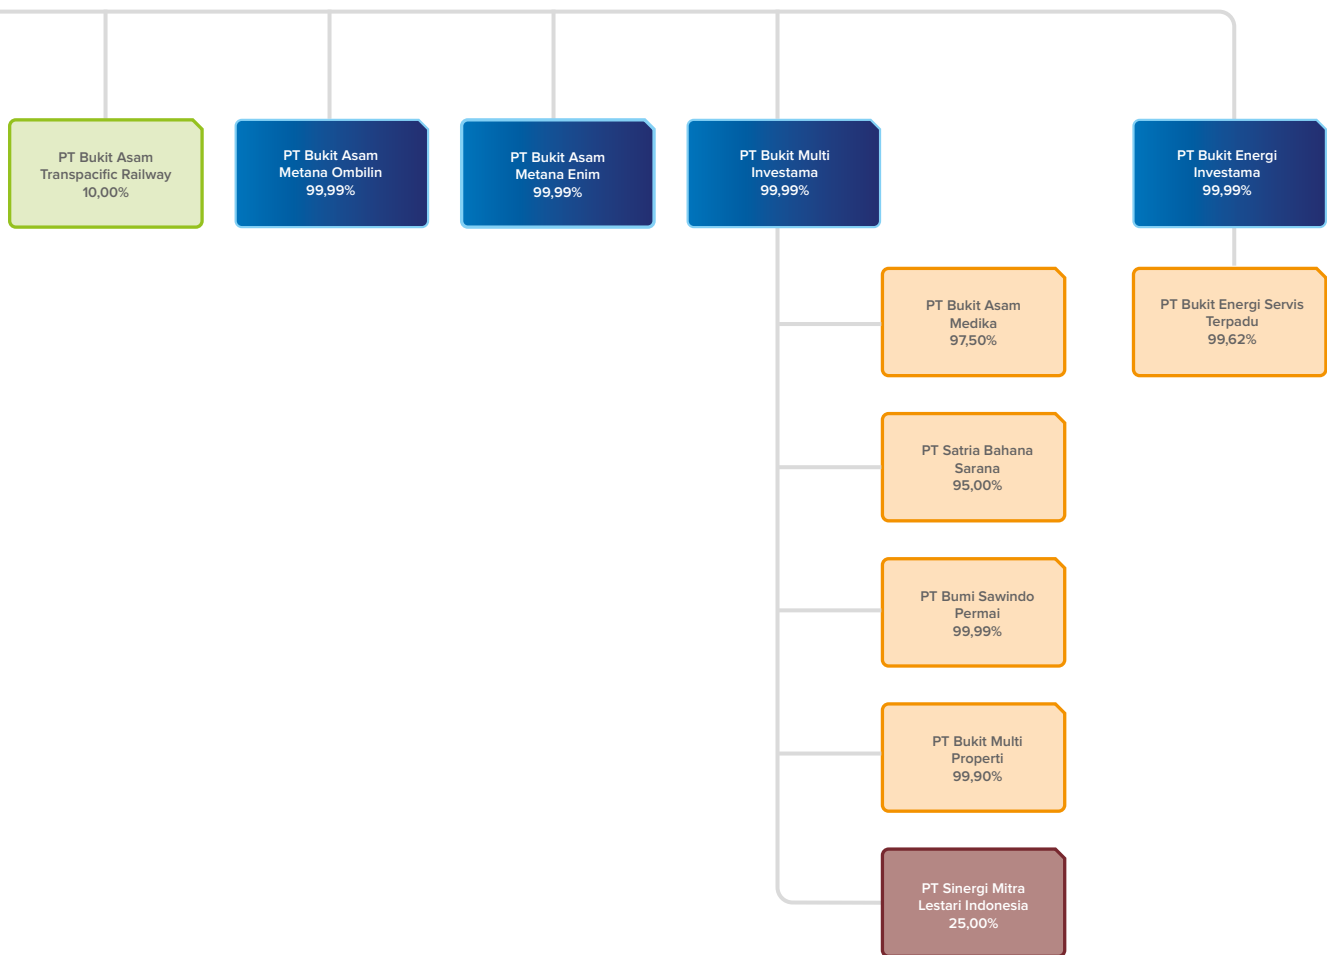 PT Bukit Asam
Transpacific Railway
10,00%
PT Bukit Asam
Metana Ombilin
99,99%
PT Bukit Asam
Metana Enim
99,99%
PT Bukit Multi
Investama
99,99%
PT Bukit Energi
Investama
99,99%
PT Bukit Asam
Medika
97,50%
PT Bukit Energi Servis
Terpadu
99,62%
PT Satria Bahana
Sarana
95,00%
PT Bumi Sawindo
Permai
99,99%
PT Bukit Multi
Properti
99,90%
PT Sinergi Mitra
Lestari Indonesia
25,00%